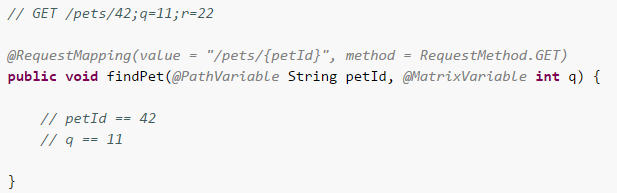 // GET /pets/42;q=11;r=22
@RequestMapping(value = "/pets/{petId}", method = RequestMethod.GET)
public void findPet(@PathVariable String petId, @MatrixVariable int q) {
// petId == 42
// q == 11
}